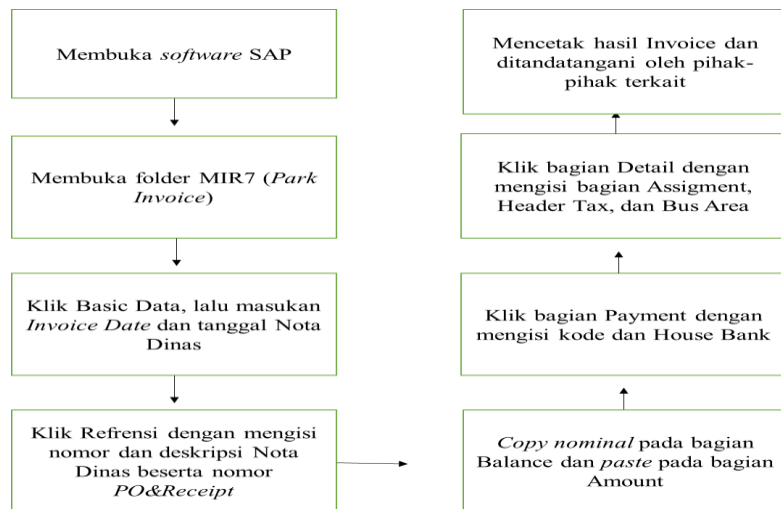 Membuka software SAP
Membuka folder MIR7 (Park
Invoice)
Klik Basic Data, lalu masukan
Invoice Date dan tanggal Nota
Dinas
Klik Refrensi dengan mengisi
nomor dan deskripsi Nota
Dinas beserta nomor
PO&Receipt
Copy nominal pada bagian
Balance dan paste pada bagian
Amount
Klik bagian Payment dengan
mengisi kode dan House Bank
Klik bagian Detail dengan
mengisi bagian Assigment,
Header Tax, dan Bus Area
Mencetak hasil Invoice dan
ditandatangani oleh pihak-
pihak terkait